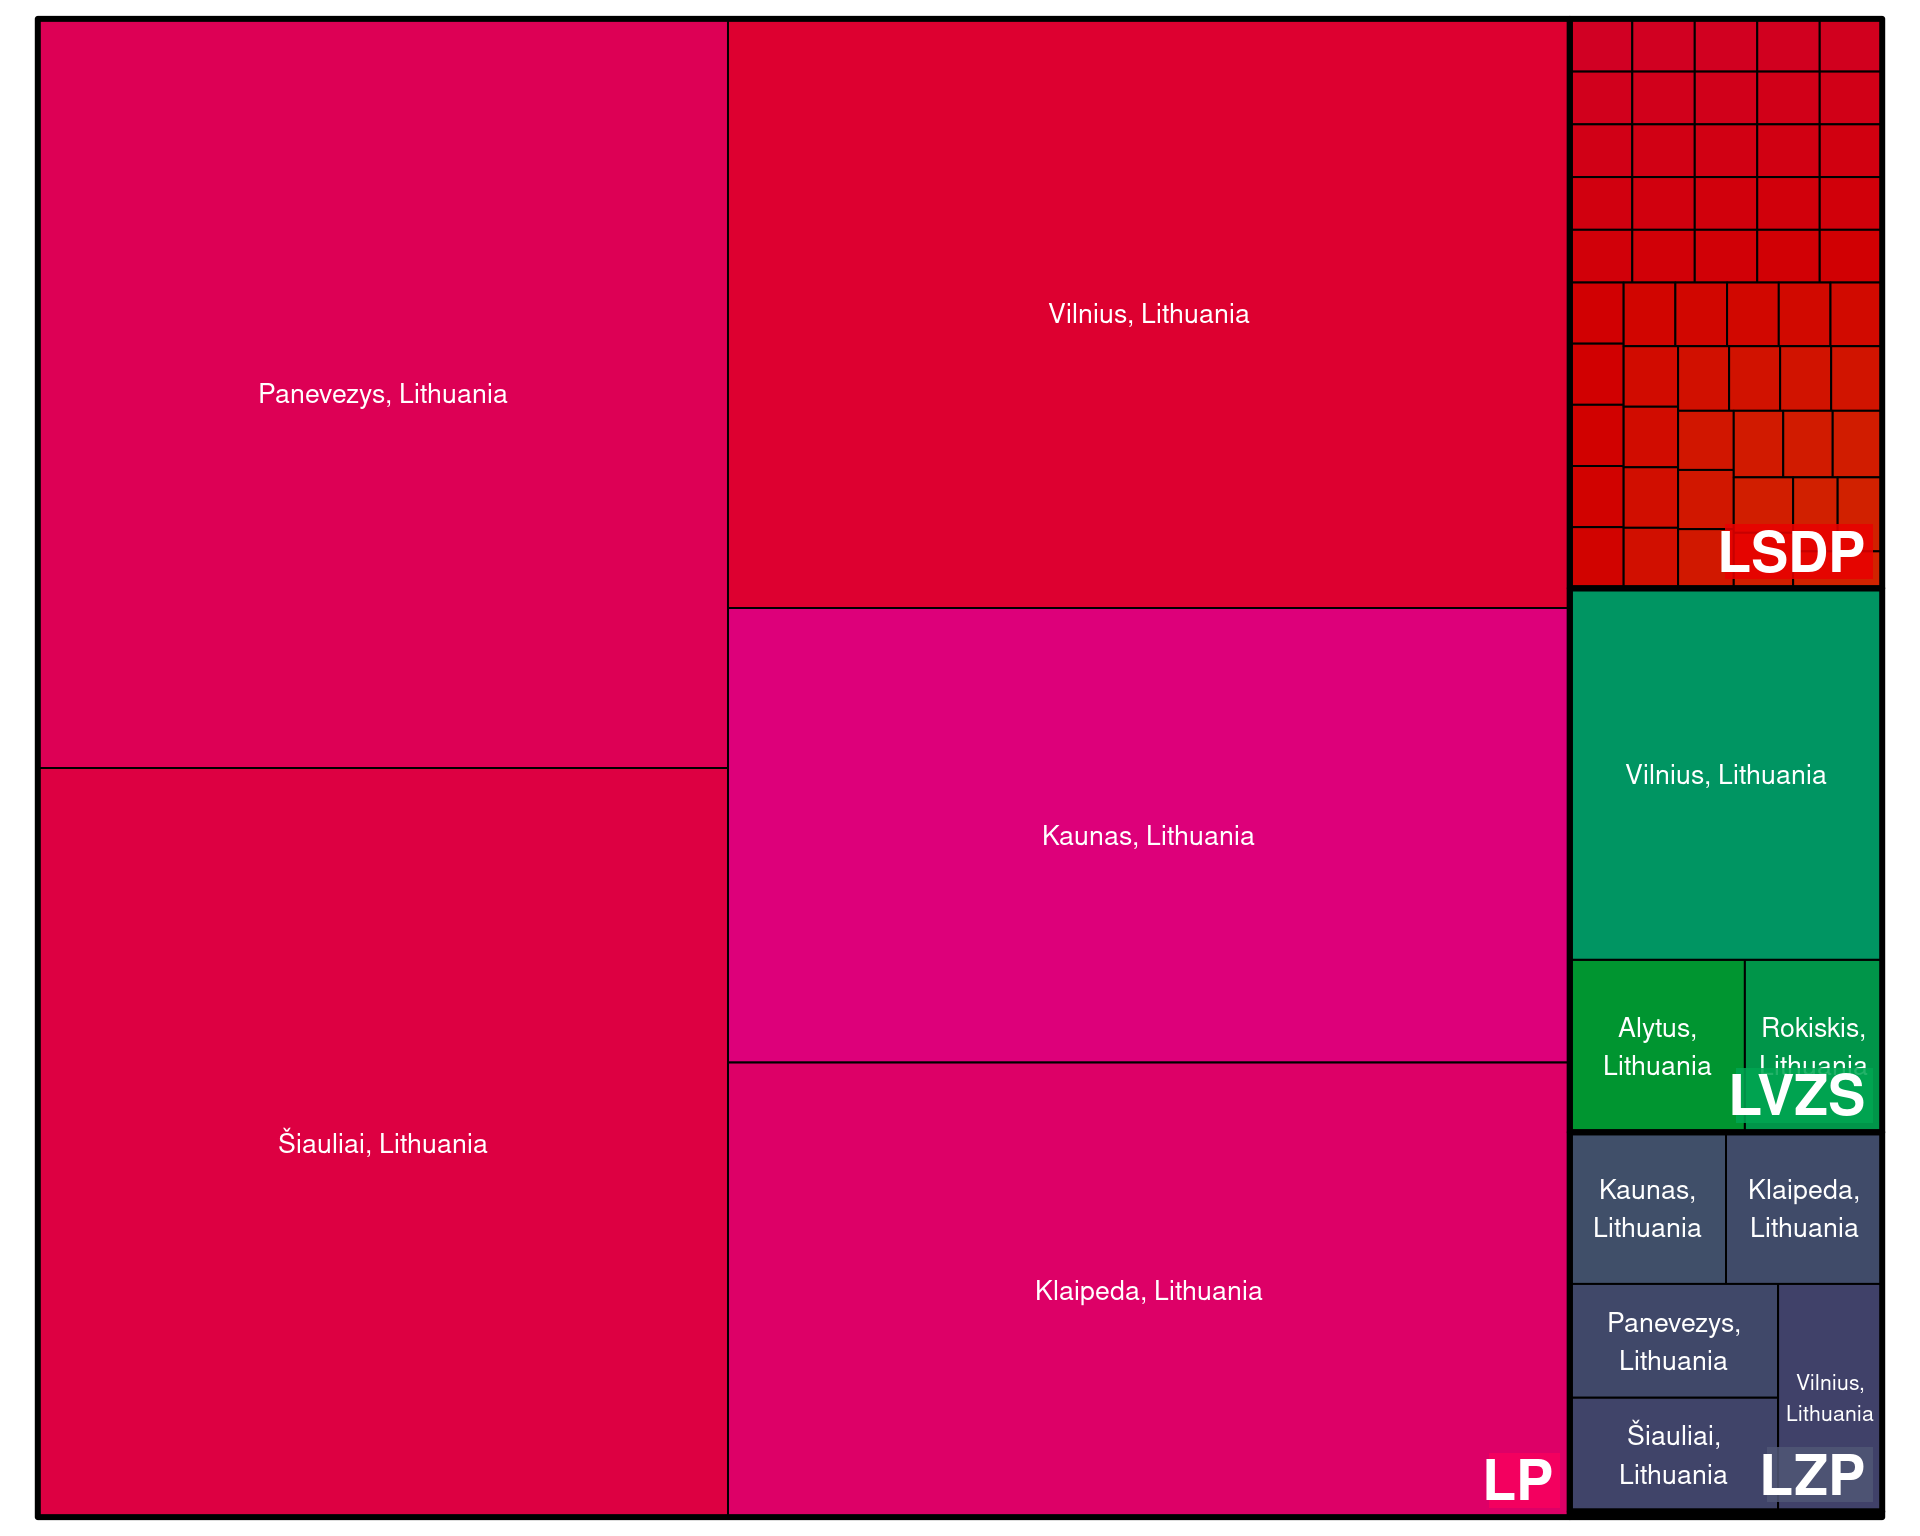 Panevezys, Lithuania
Šiauliai, Lithuania
Vilnius, Lithuania
Kaunas, Lithuania
Klaipeda, Lithuania
LP
LSDP
Vilnius, Lithuania
Alytus,
Lithuania
Rokiskis,
Lithuania
LVZS
Kaunas,
Lithuania
Klaipeda,
Lithuania
Panevezys,
Lithuania
Šiauliai,
Lithuania
Vilnius,
Lithuania
LZP